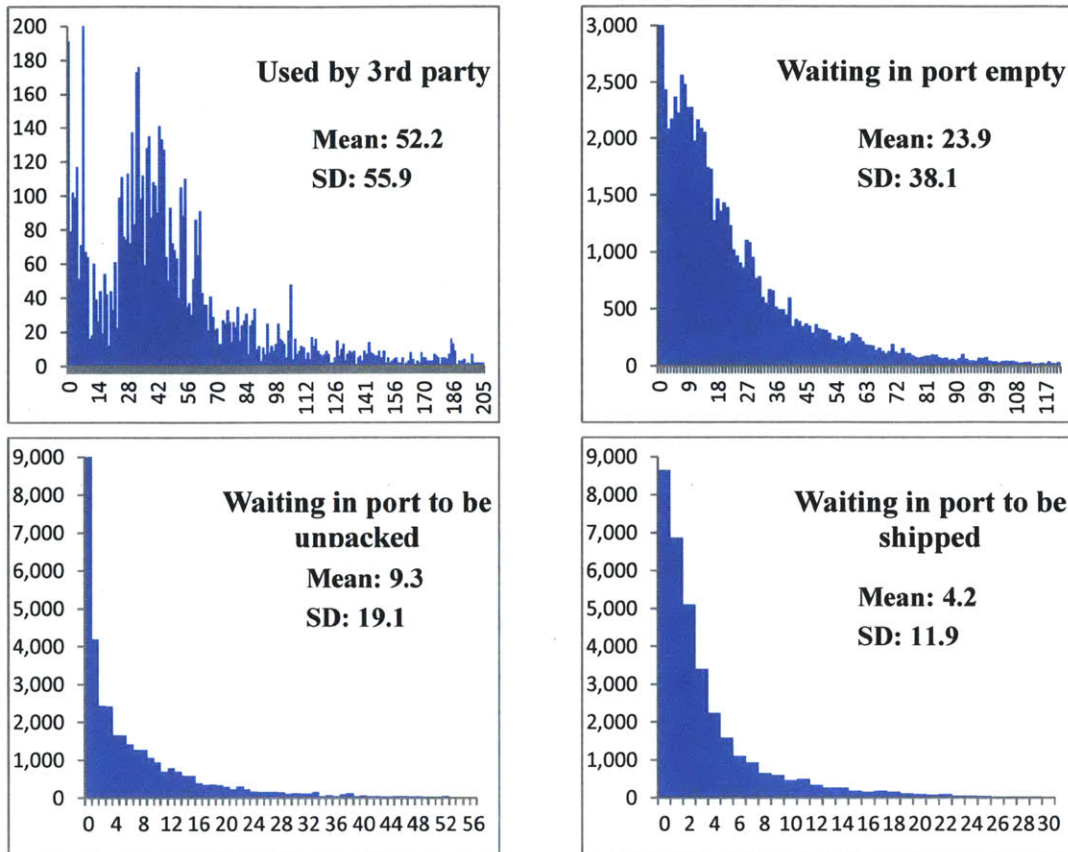 200
180
160
140
120
100
80
60
40
20
0
Used by 3rd party
Mean: 52.2
SD: 55.9
0 14 28 42 56 70 84 98 112 126 141 156 170 186 205
3,000
2,500
2,000
1,500
1,000
500
0
Waiting in port empty
Mean: 23.9
SD: 38.1
0 9 18 27 36 45 54 63 72 81 90 99 108 117
9,000
8,000
7,000
6,000
5,000
4,000
3,000
2,000
1,000
0
Waiting in port to be
unpacked
Mean: 9.3
SD: 19.1
0 4 8 12 16 20 24 28 32 36 40 44 48 52 56
9,000
8,000
7,000
6,000
5,000
4,000
3,000
2,000
1,000
0
Waiting in port to be
shipped
Mean: 4.2
SD: 11.9
0 2 4 6 8 10 12 14 16 18 20 22 24 26 28 30